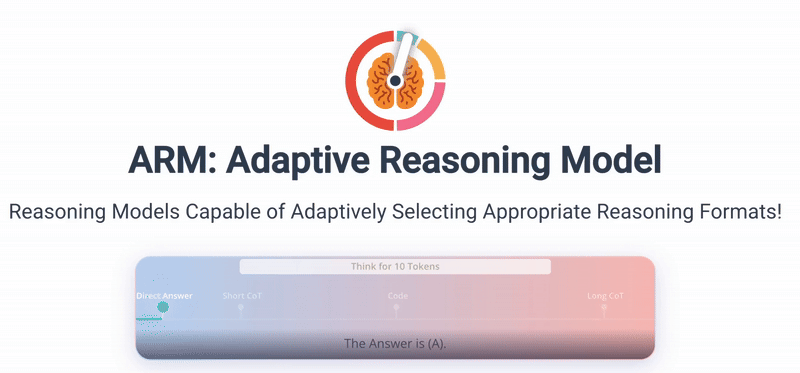 ARM: Adaptive Reasoning Model
Reasoning Models Capable of Adaptively Selecting Appropriate Reasoning Formats!
Think for 10 Tokens
Direct Answer Short CoT Code Long CoT
The Answer is (A).